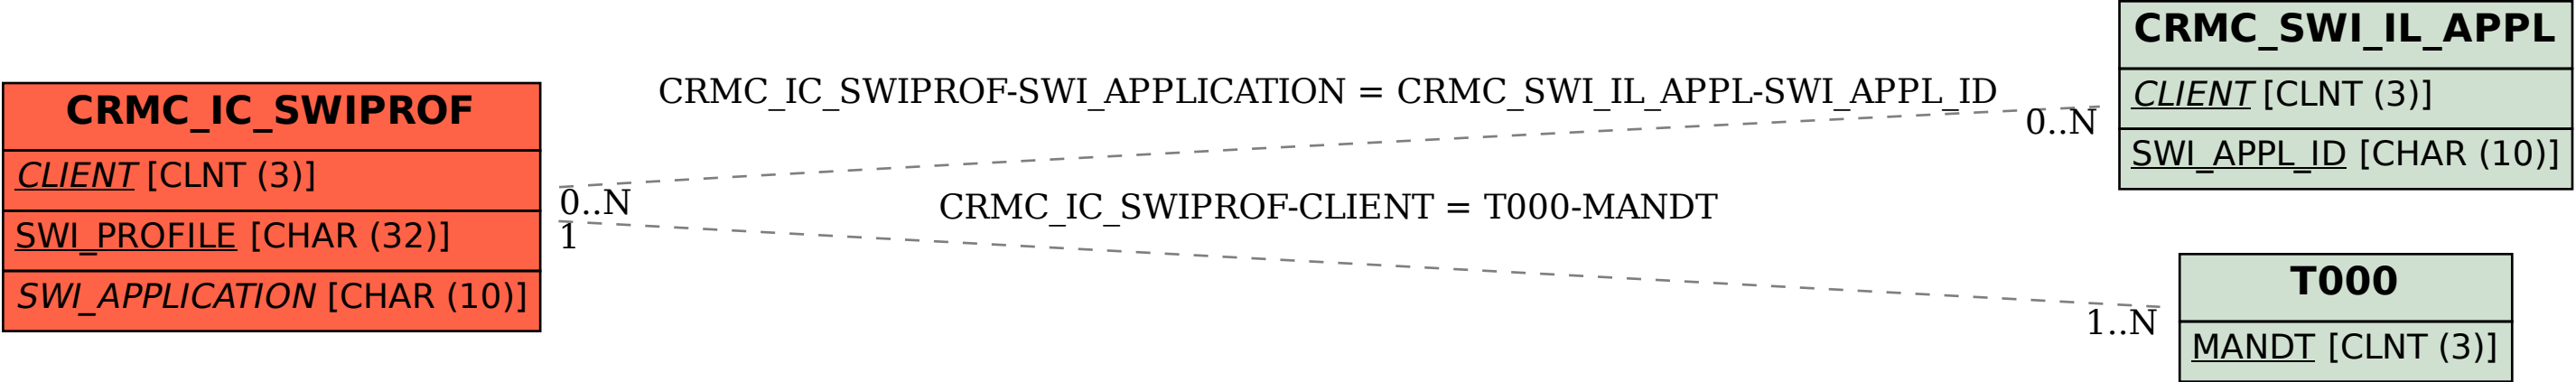 CRMC_IC_SWIPROF
CLIENT [CLNT (3)]
SWI_PROFILE [CHAR (32)]
SWI_APPLICATION [CHAR (10)]
CRMC_IC_SWIPROF-SWI_APPLICATION = CRMC_SWI_IL_APPL-SWI_APPL_ID
0..N
0..N
CRMC_IC_SWIPROF-CLIENT = T000-MANDT
1
1..N
CRMC_SWI_IL_APPL
CLIENT [CLNT (3)]
SWI_APPL_ID [CHAR (10)]
T000
MANDT [CLNT (3)]